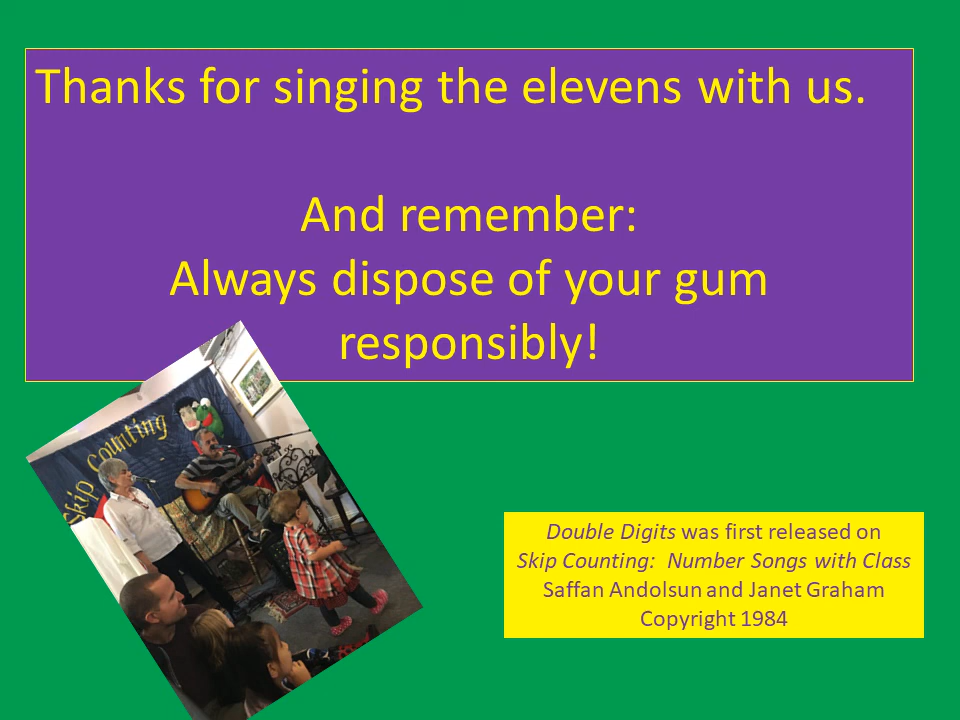 Thanks for singing the elevens with us.
And remember:
Always dispose of your gum
responsibly!
Skip Counting
Double Digits was first released on
Skip Counting:  Number Songs with Class
Saffan Andolsun and Janet Graham
Copyright 1984